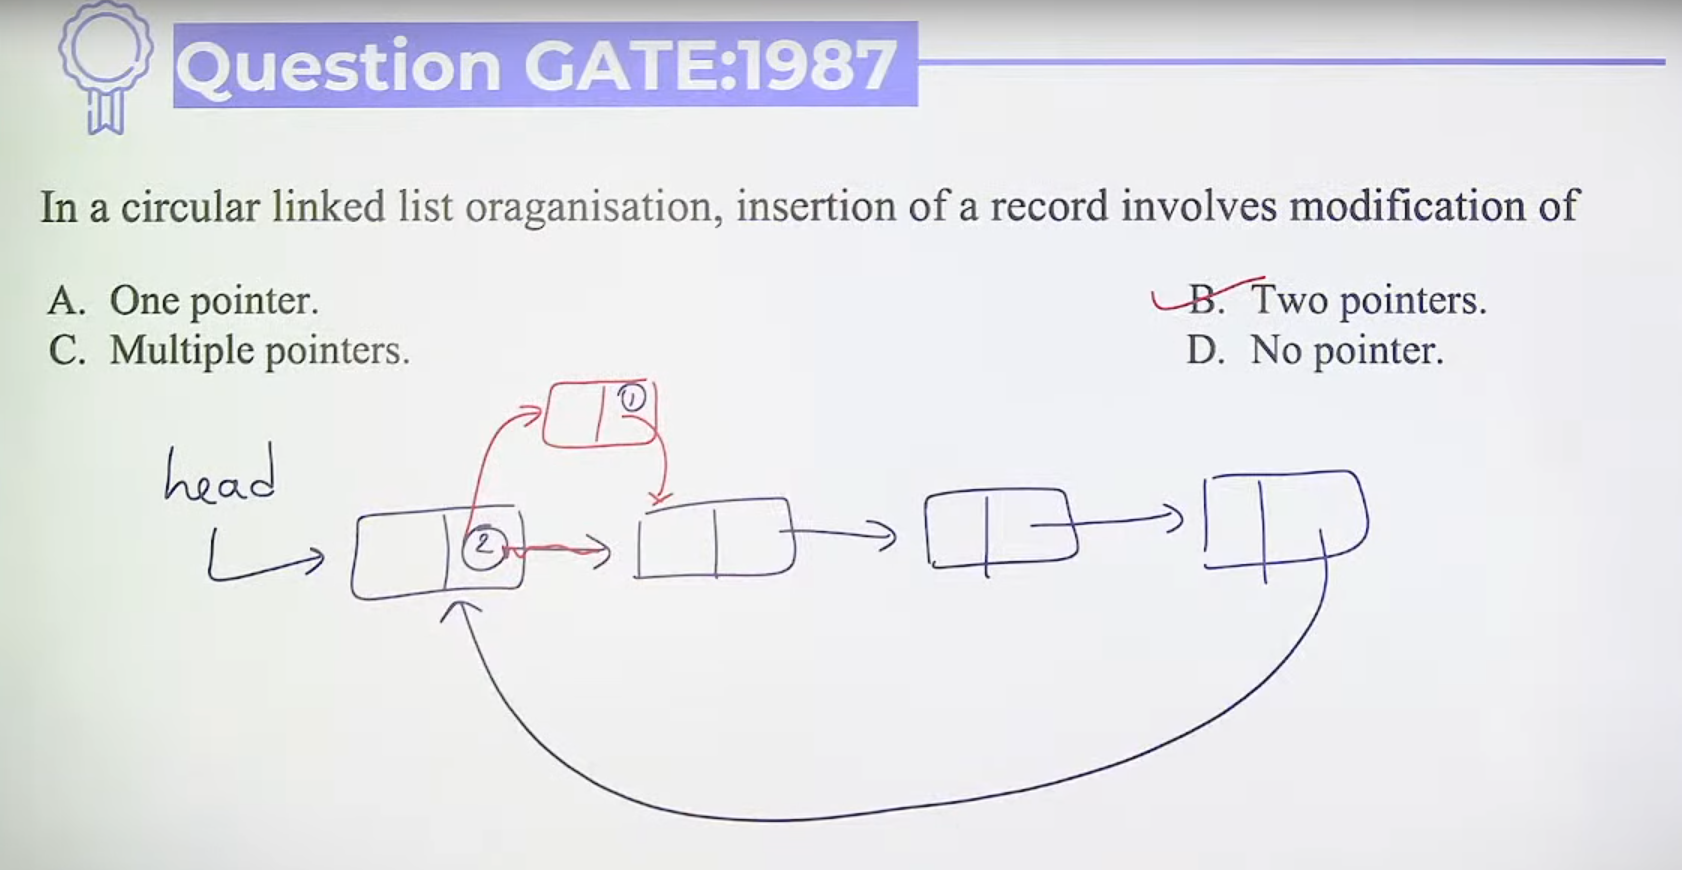 Question GATE:1987
In a circular linked list oraganisation, insertion of a record involves modification of
A. One pointer. B. Two pointers.
C. Multiple pointers. D. No pointer.
1
head
2